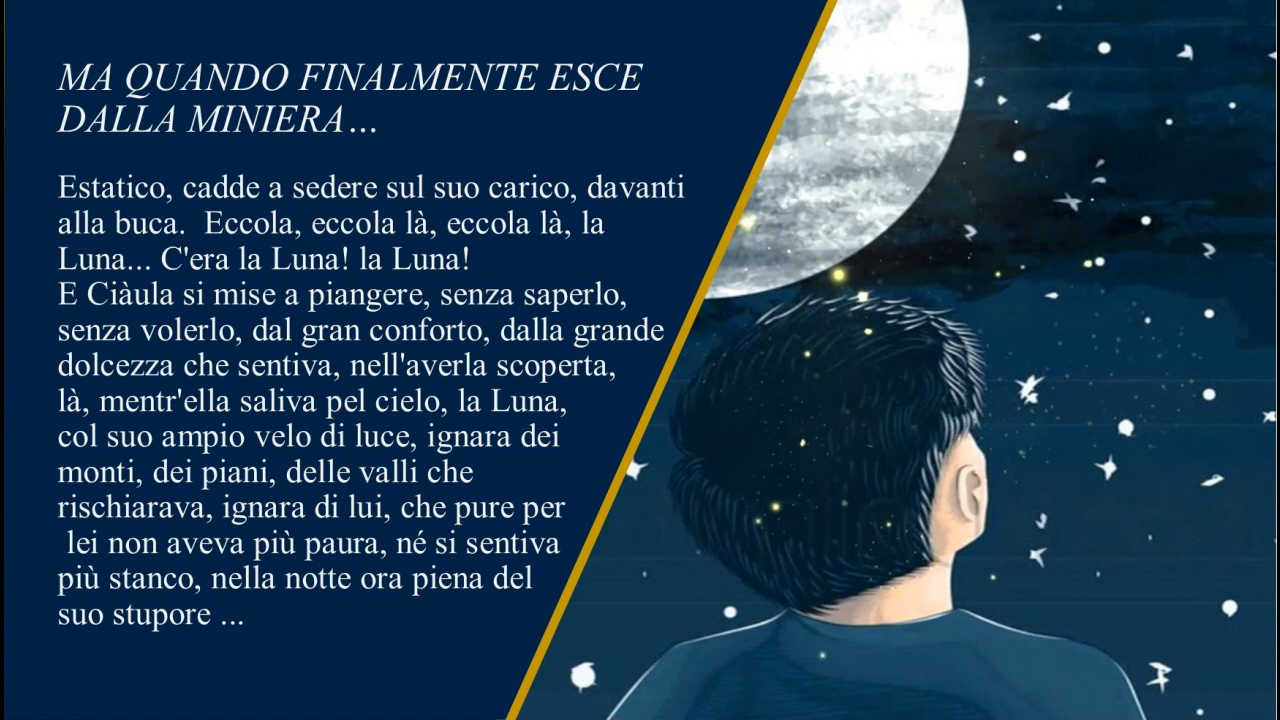 MA QUANDO FINALMENTE ESCE
DALLA MINIERA…
Estatico, cadde a sedere sul suo carico, davanti
alla buca.  Eccola, eccola là, eccola là, la
Luna... C'era la Luna! la Luna!
E Ciàula si mise a piangere, senza saperlo,
senza volerlo, dal gran conforto, dalla grande
dolcezza che sentiva, nell'averla scoperta,
là, mentr'ella saliva pel cielo, la Luna,
col suo ampio velo di luce, ignara dei
monti, dei piani, delle valli che
rischiarava, ignara di lui, che pure per
lei non aveva più paura, né si sentiva
più stanco, nella notte ora piena del
suo stupore ...